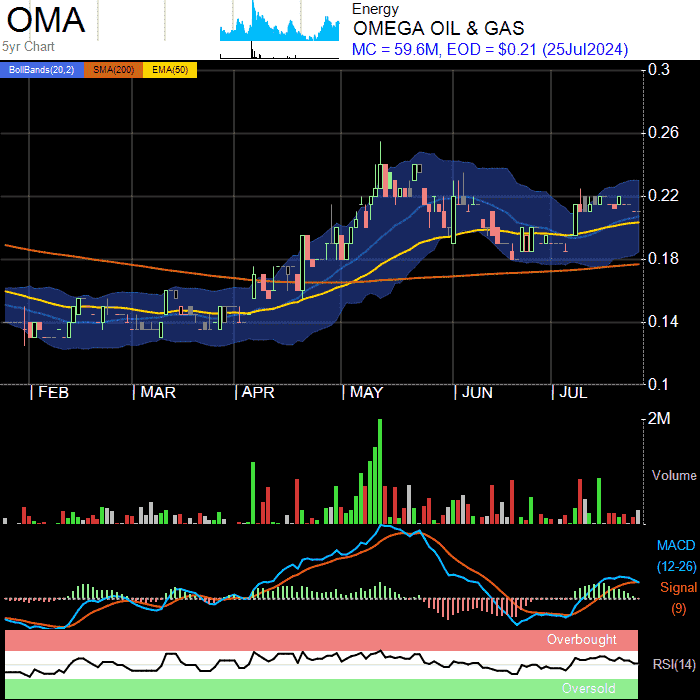 OMA
5yr Chart
Energy
OMEGA OIL & GAS
MC = 59.6M, EOD = $0.21 (25Jul2024)
BollBands(20,2) SMA(200) EMA(50)
0.3
0.26
0.22
0.18
0.14
0.1
FEB MAR APR MAY JUN JUL
2M
Volume
MACD
(12-26)
Signal
(9)
Overbought
RSI(14)
Oversold